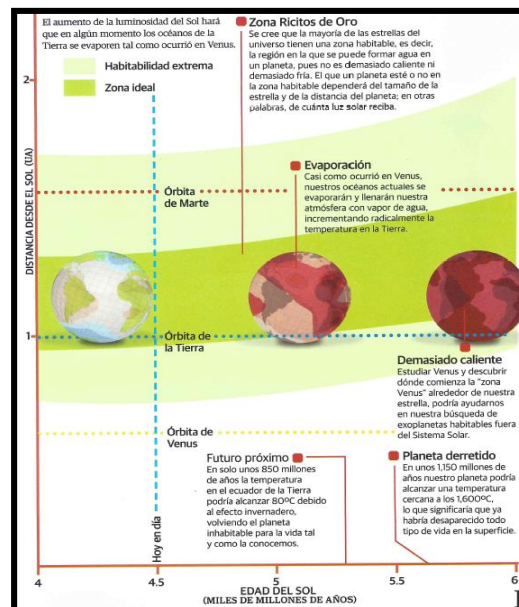 El aumento de la luminosidad del Sol hará
que en algún momento los océanos de la
Tierra se evaporen tal como ocurrió en Venus.
Habitabilidad extrema
Zona ideal
Zona Ricitos de Oro
Se cree que la mayoría de las estrellas del
universo tienen una zona habitable, es decir,
la región en la que se puede formar agua en
un planeta, pues no es demasiado caliente ni
demasiado fría. El que un planeta esté o no en
la zona habitable dependerá del tamaño de la
estrella y de la distancia del planeta; en otras
palabras, de cuánta luz solar reciba.
Evaporación
Casi como ocurrió en Venus,
nuestros océanos actuales se
evaporarán y llenarán nuestra
atmósfera con vapor de agua,
incrementando radicalmente la
temperatura en la Tierra.
Órbita
de Marte
Órbita de
la Tierra
Demasiado caliente
Estudiar Venus y descubrir
dónde comienza la "zona
Venus" alrededor de nuestra
estrella, podría ayudarnos
en nuestra búsqueda de
exoplanetas habitables fuera
del Sistema Solar.
Órbita de
Venus
Futuro próximo
En solo unos 850 millones
de años la temperatura
en el ecuador de la Tierra
podría alcanzar 80ºC debido
al efecto invernadero,
volviendo el planeta
inhabitable para la vida tal
y como la conocemos.
Planeta derretido
En unos 1,150 millones de
años nuestro planeta podría
alcanzar una temperatura
cercana a los 1,600ºC,
lo que significaría que ya
habría desaparecido todo
tipo de vida en la superficie.
Hoy en día
DISTANCIA DESDE EL SOL (UA)
2
1
4
4.5
5
5.5
6
EDAD DEL SOL
(MILES DE MILLONES DE AÑOS)